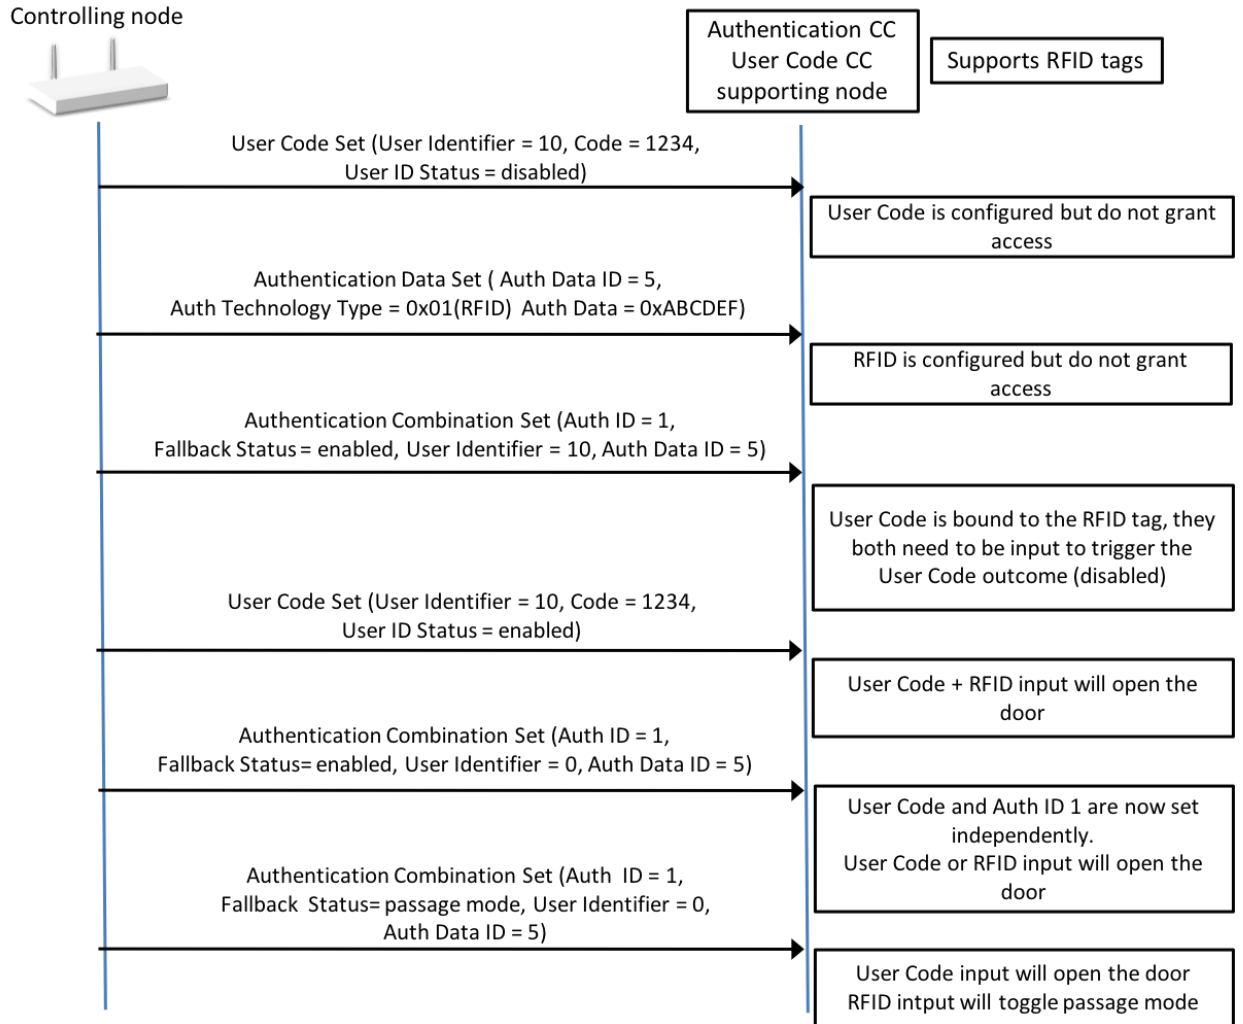 Controlling node
Authentication CC
User Code CC
supporting node
Supports RFID tags
User Code Set (User Identifier = 10, Code = 1234,
User ID Status = disabled)
User Code is configured but do not grant
access
Authentication Data Set ( Auth Data ID = 5,
Auth Technology Type = 0x01(RFID)  Auth Data = 0xABCDEF)
RFID is configured but do not grant
access
Authentication Combination Set (Auth ID = 1,
Fallback Status = enabled, User Identifier = 10, Auth Data ID = 5)
User Code is bound to the RFID tag, they
both need to be input to trigger the
User Code outcome (disabled)
User Code Set (User Identifier = 10, Code = 1234,
User ID Status = enabled)
User Code + RFID input will open the
door
Authentication Combination Set (Auth ID = 1,
Fallback Status= enabled, User Identifier = 0, Auth Data ID = 5)
User Code and Auth ID 1 are now set
independently.
User Code or RFID input will open the
door
Authentication Combination Set (Auth  ID = 1,
Fallback  Status= passage mode, User Identifier = 0,
Auth Data ID = 5)
User Code input will open the door
RFID intput will toggle passage mode